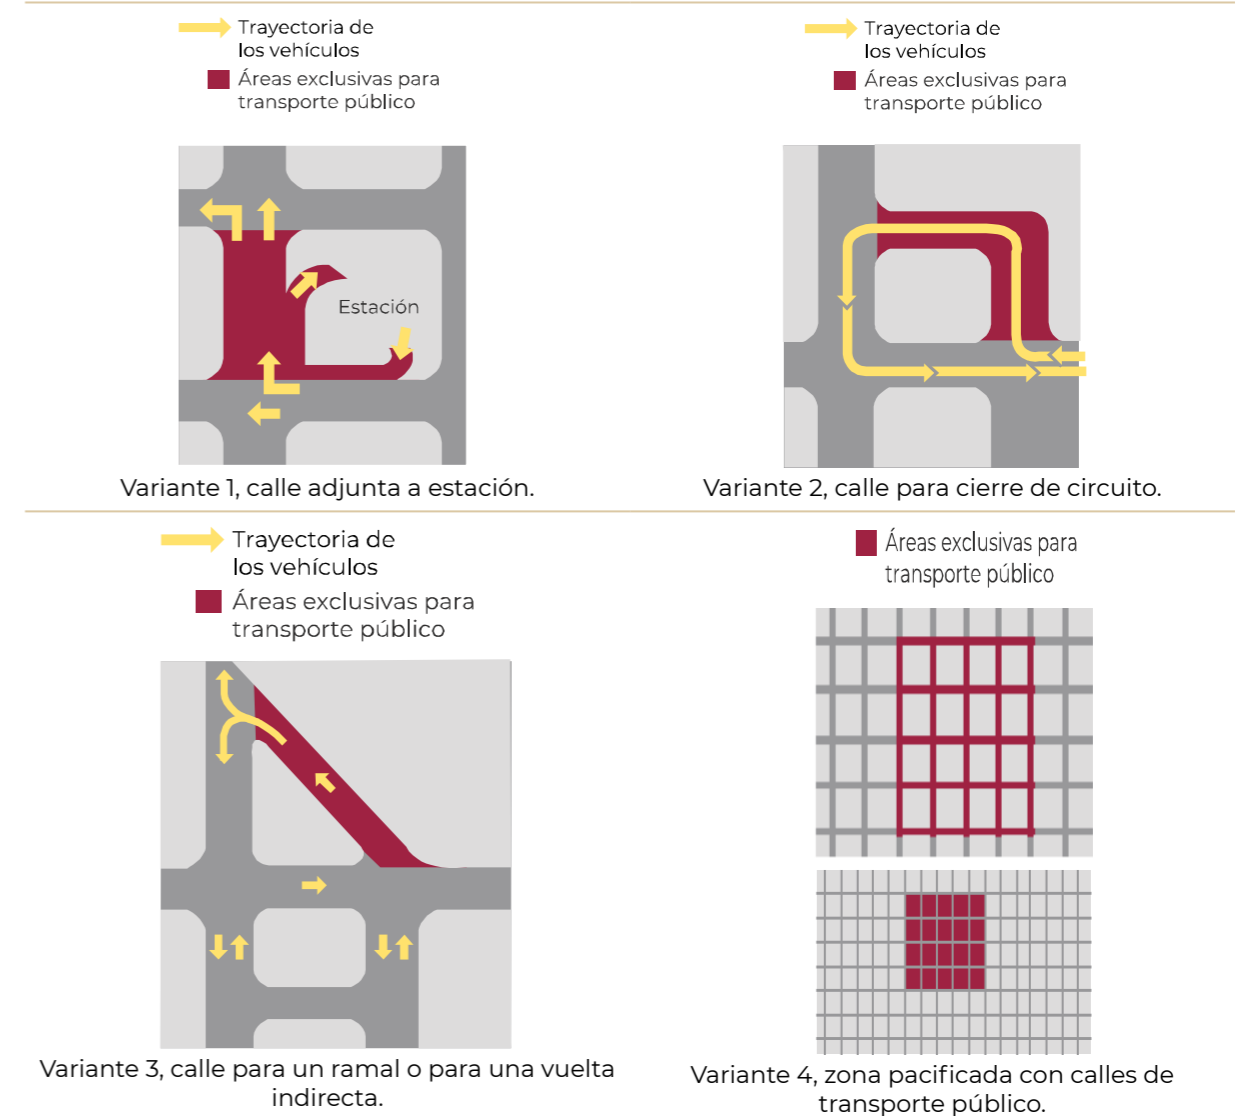 Trayectoria de
los vehículos
Áreas exclusivas para
transporte público
Estación
Variante 1, calle adjunta a estación.
Trayectoria de
los vehículos
Áreas exclusivas para
transporte público
Variante 2, calle para cierre de circuito.
Trayectoria de
los vehículos
Áreas exclusivas para
transporte público
Variante 3, calle para un ramal o para una vuelta
indirecta.
Áreas exclusivas para
transporte público
Variante 4, zona pacificada con calles de
transporte público.